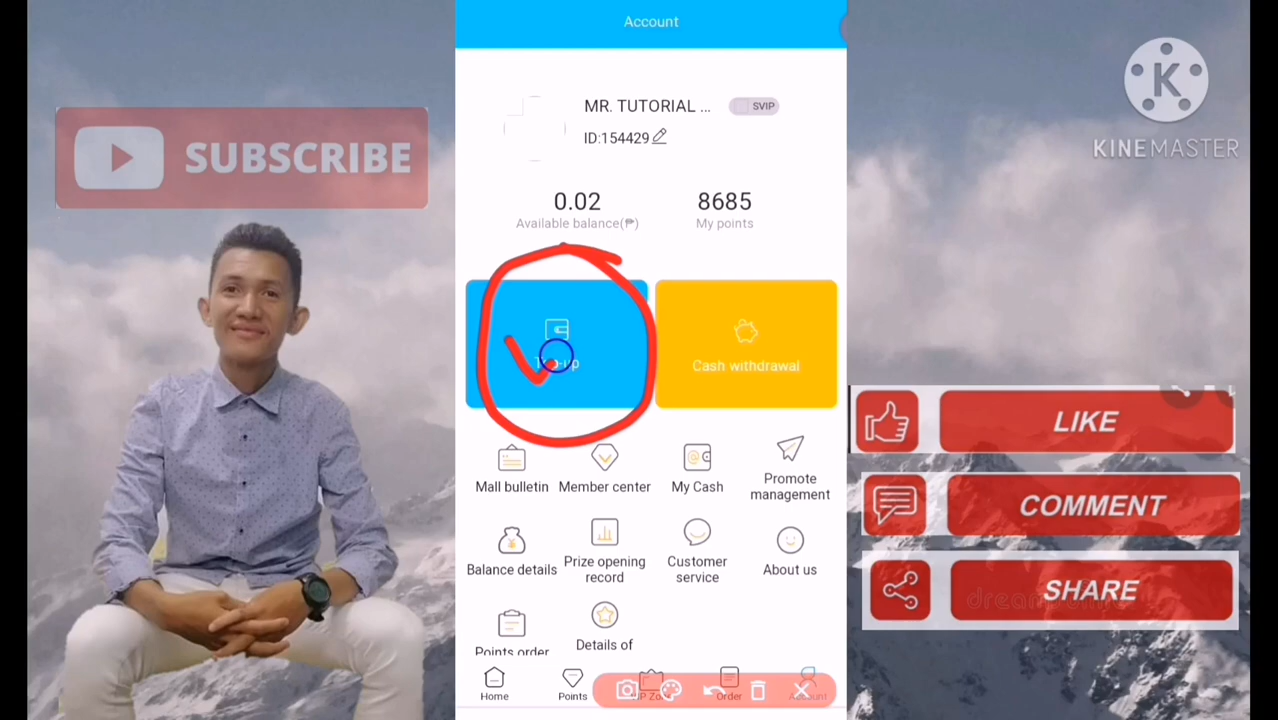 Account
MR. TUTORIAL ...
SVIP
ID:154429
0.02
8685
Available balance(₱)
My points
SUBSCRIBE
K
KINEMASTER
Cash withdrawal
Mall bulletin
Member center
My Cash
Promote
management
Balance details
Prize opening
record
Customer
service
About us
Points order
Details of
Home
Points
Order
Account
LIKE
COMMENT
SHARE